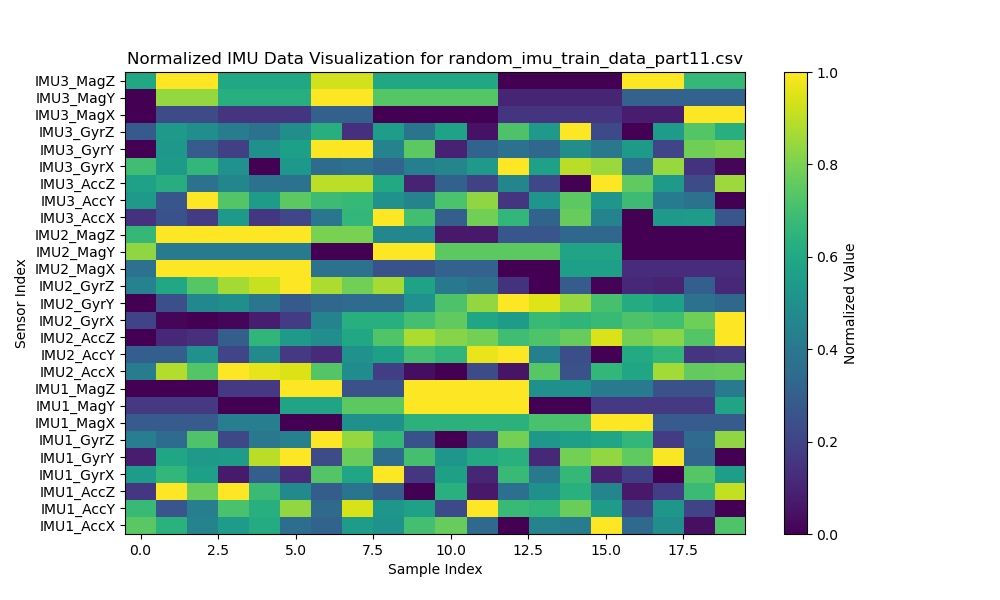 Normalized IMU Data Visualization for random_imu_train_data_part11.csv
IMU3_MagZ
IMU3_MagY
IMU3_MagX
IMU3_GyrZ
IMU3_GyrY
IMU3_GyrX
IMU3_AccZ
IMU3_AccY
IMU3_AccX
IMU2_MagZ
IMU2_MagY
IMU2_MagX
IMU2_GyrZ
IMU2_GyrY
IMU2_GyrX
IMU2_AccZ
IMU2_AccY
IMU2_AccX
IMU1_MagZ
IMU1_MagY
IMU1_MagX
IMU1_GyrZ
IMU1_GyrY
IMU1_GyrX
IMU1_AccZ
IMU1_AccY
IMU1_AccX
Sensor Index
0.0 2.5 5.0 7.5 10.0 12.5 15.0 17.5
Sample Index
1.0
0.8
0.6
0.4
0.2
0.0
Normalized Value